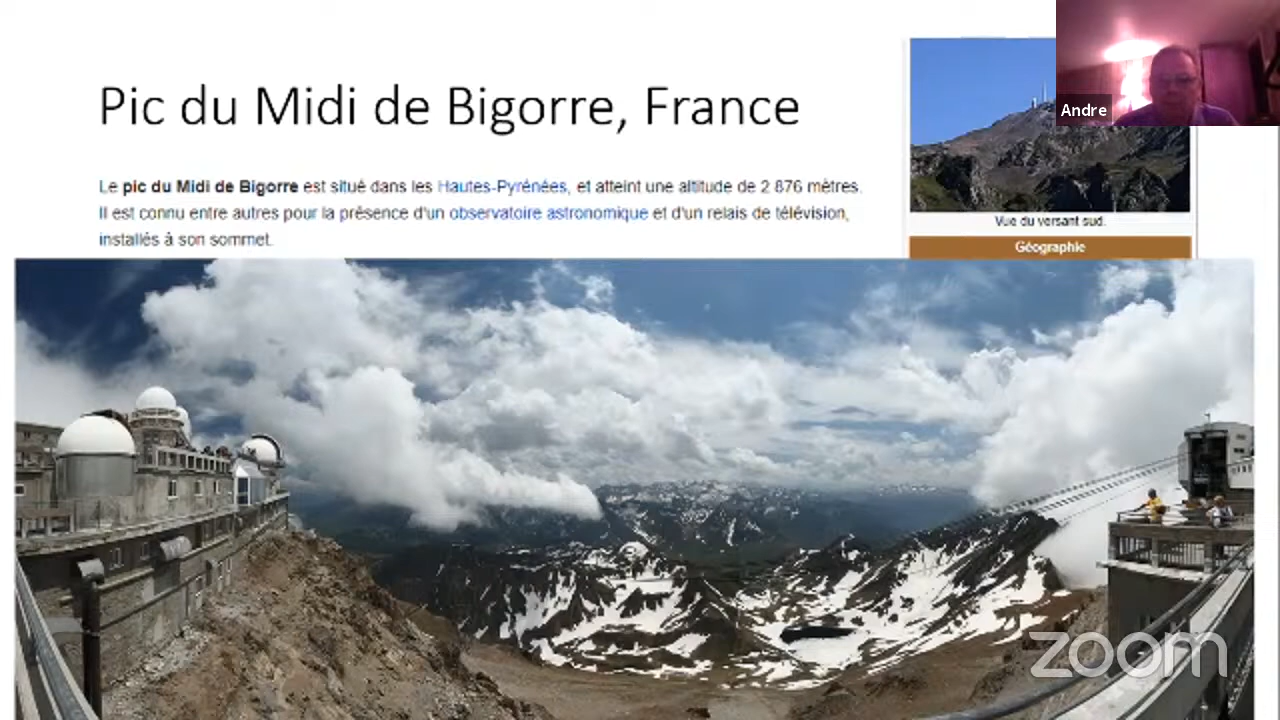 Pic du Midi de Bigorre, France
Le pic du Midi de Bigorre est situé dans les Hautes-Pyrénées, et atteint une altitude de 2 876 mètres.
Il est connu entre autres pour la présence d'un observatoire astronomique et d'un relais de télévision,
installés à son sommet.
Andre
Vue du versant sud.
Géographie
zoom